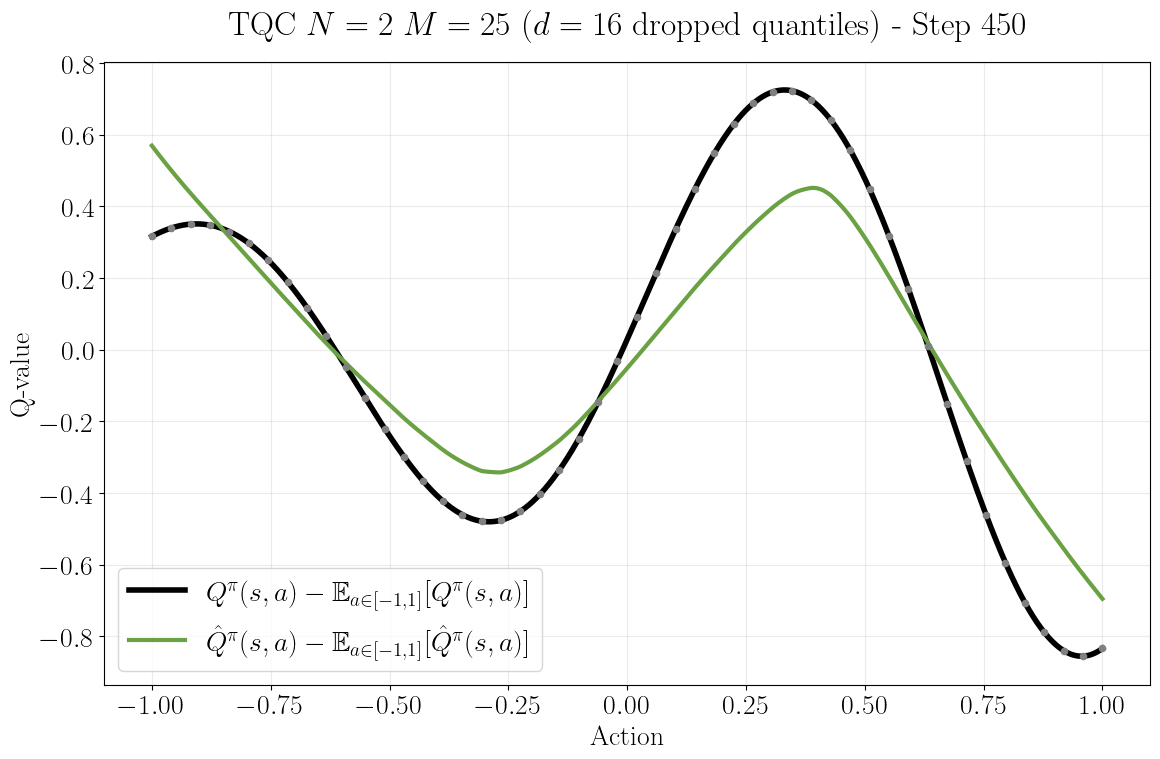 TQC N = 2 M = 25 (d = 16 dropped quantiles) - Step 450
0.8
0.6
0.4
0.2
0.0
−0.2
−0.4
−0.6
−0.8
Q-value
Q^π(s, a) − 𝔼_{a∈[−1,1]}[Q^π(s, a)]
Q̂^π(s, a) − 𝔼_{a∈[−1,1]}[Q̂^π(s, a)]
−1.00 −0.75 −0.50 −0.25 0.00 0.25 0.50 0.75 1.00
Action